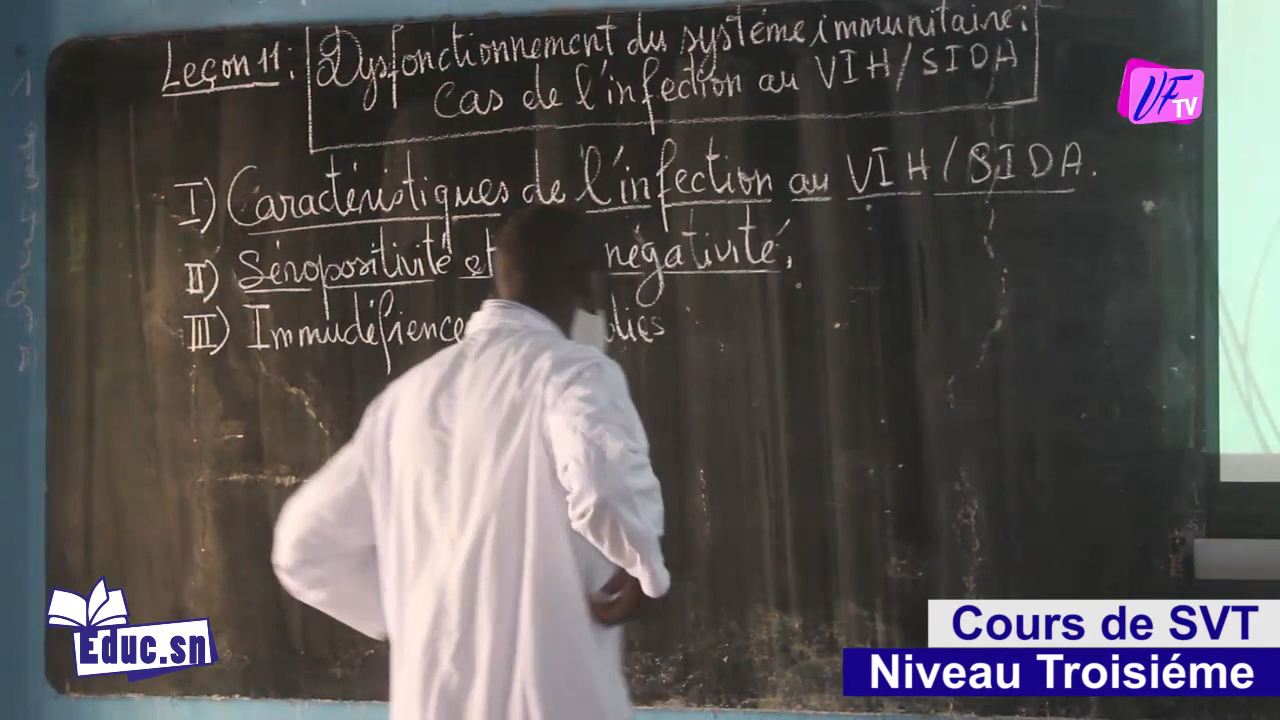 Leçon 11: Dysfonctionnement du système immunitaire:
Cas de l'infection au VIH/SIDA
I) Caractéristiques de l'infection au VIH/SIDA.
II) Séropositivité et négativité.
III) Immudéfience
VF TV
Educ.sn
Cours de SVT
Niveau Troisiéme